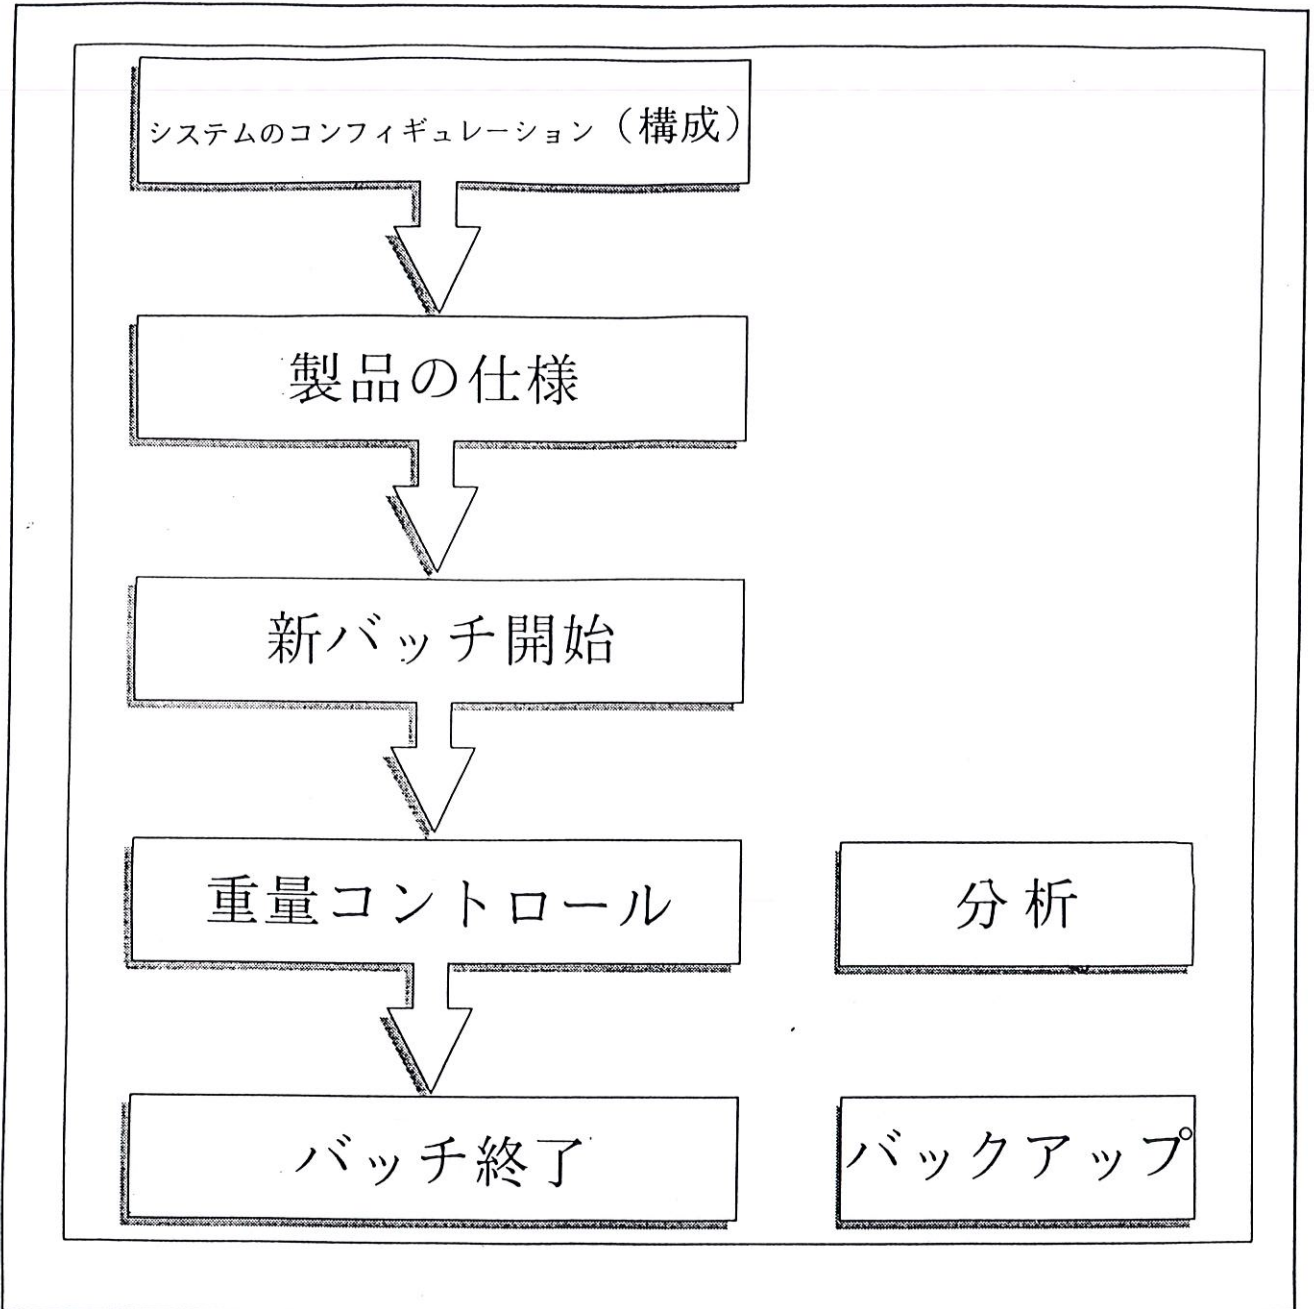 システムのコンフィギュレーション（構成）
製品の仕様
新バッチ開始
重量コントロール
分析
バッチ終了
バックアップ